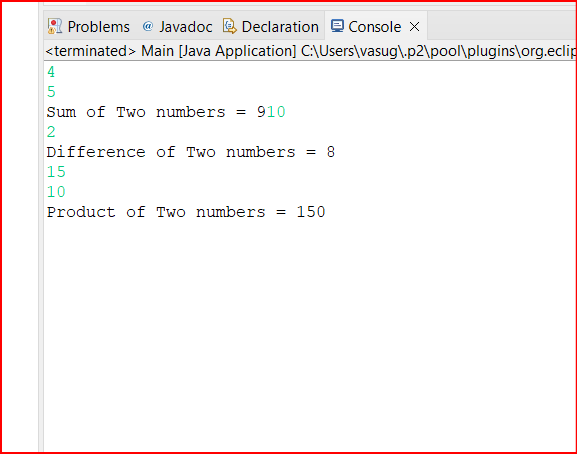 Problems @ Javadoc Declaration Console
<terminated> Main [Java Application] C:\Users\vasug\.p2\pool\plugins\org.eclip
4
5
Sum of Two numbers = 910
2
Difference of Two numbers = 8
15
10
Product of Two numbers = 150